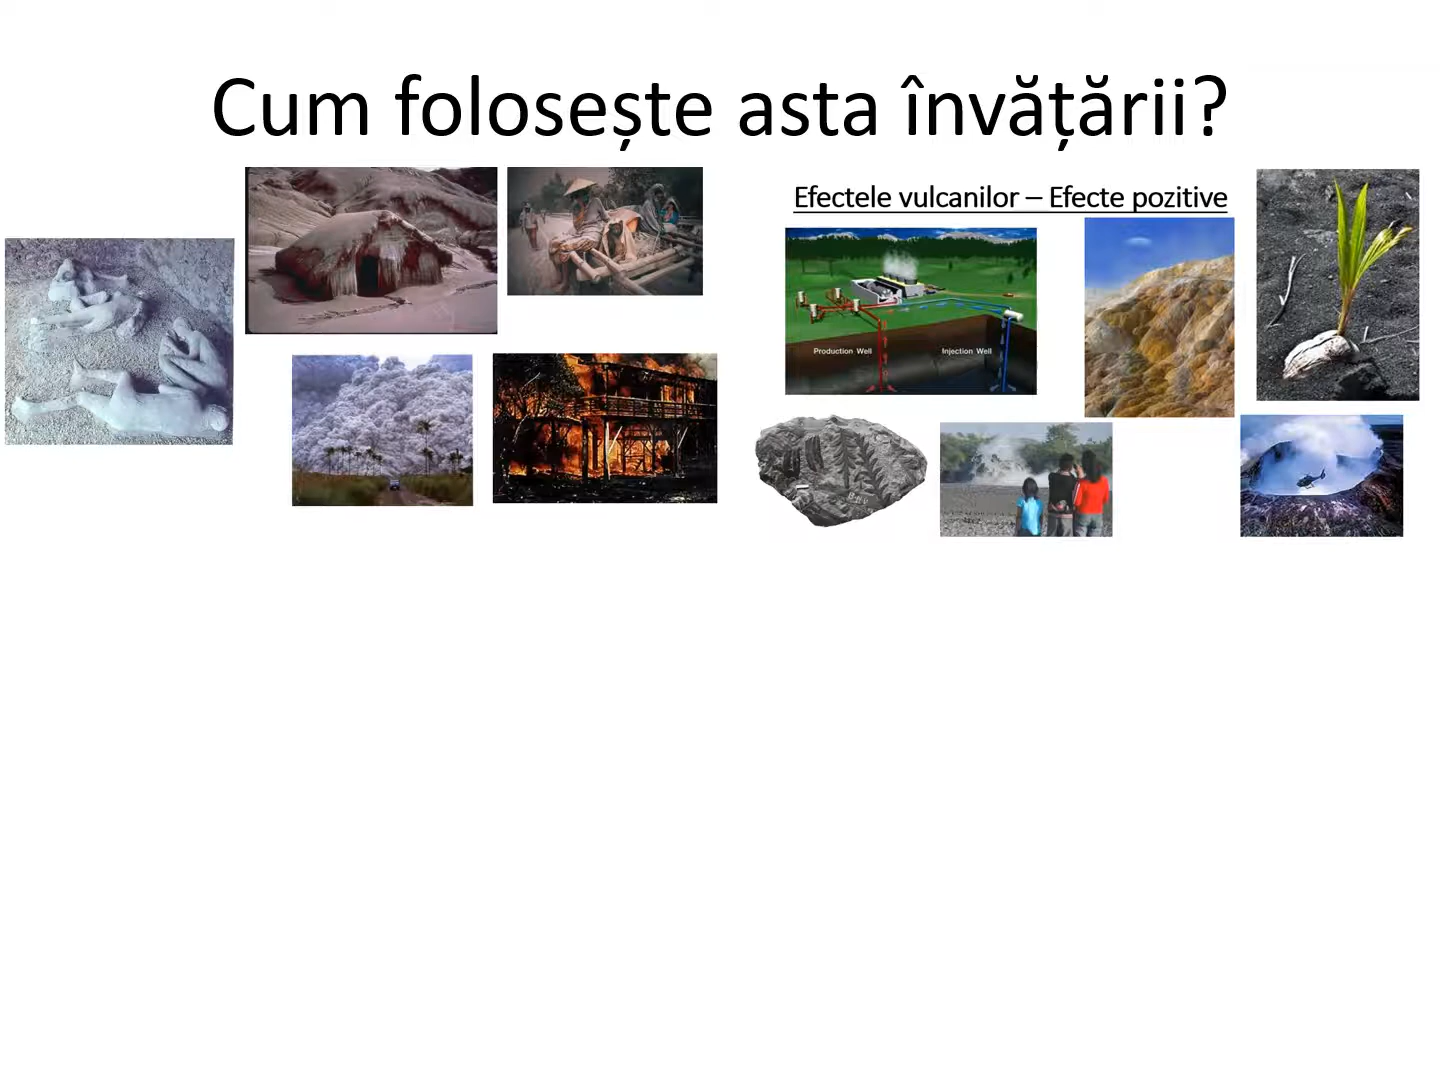 Cum folosește asta învățării?
Efectele vulcanilor – Efecte pozitive
Production Well
Injection Well